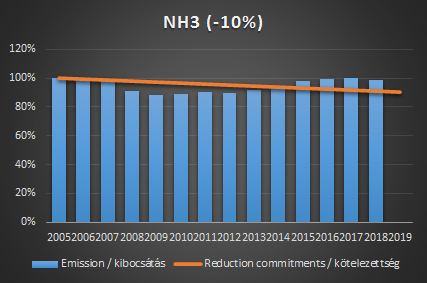 NH3 (-10%)
120%
100%
80%
60%
40%
20%
0%
2005 2006 2007 2008 2009 2010 2011 2012 2013 2014 2015 2016 2017 2018 2019
Emission / kibocsátás Reduction commitments / kötelezettség